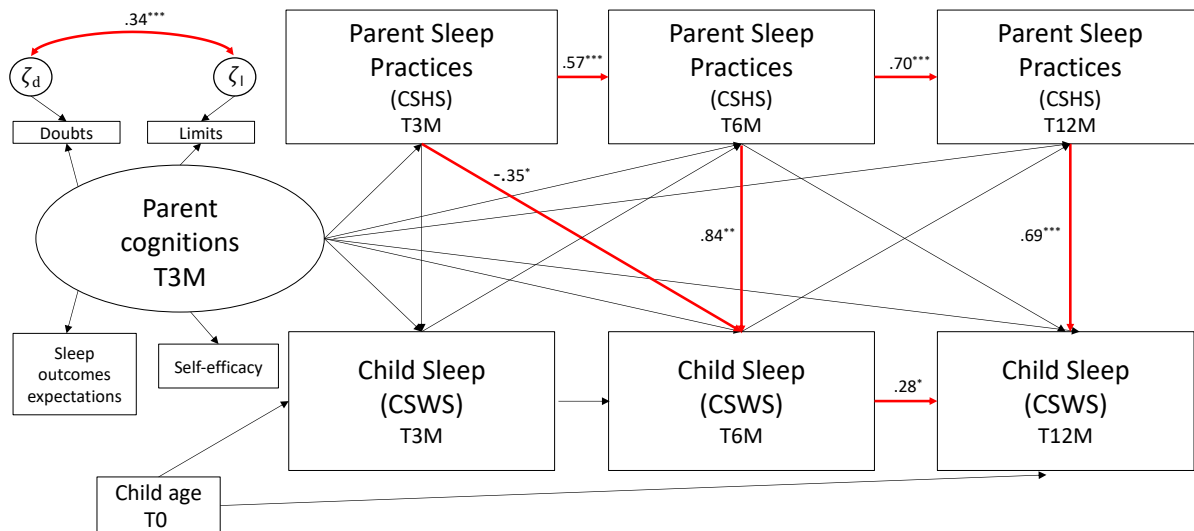 .34***
ζd
ζl
Doubts
Limits
Parent
cognitions
T3M
Sleep
outcomes
expectations
Self-efficacy
Child age
T0
Parent Sleep
Practices
(CSHS)
T3M
.57***
Parent Sleep
Practices
(CSHS)
T6M
.70***
Parent Sleep
Practices
(CSHS)
T12M
-.35*
.84**
.69***
Child Sleep
(CSWS)
T3M
Child Sleep
(CSWS)
T6M
.28*
Child Sleep
(CSWS)
T12M